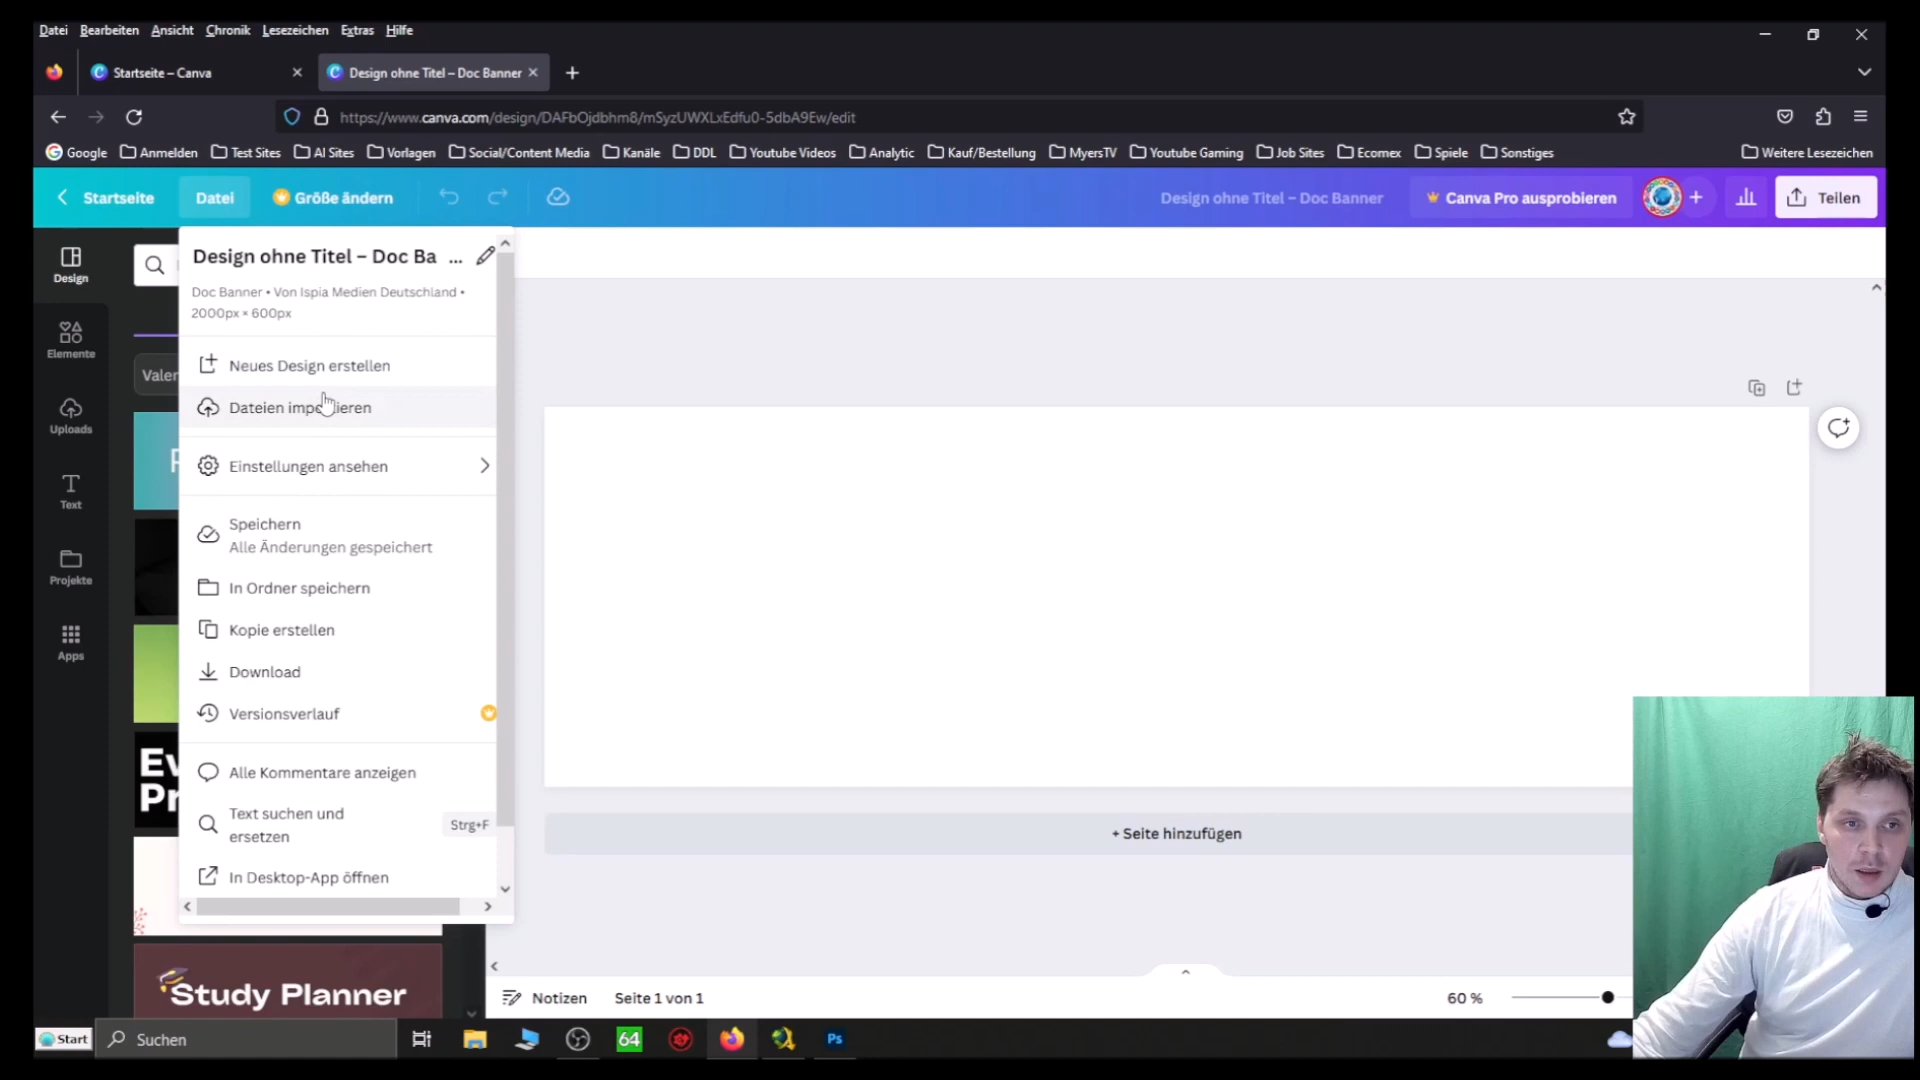 Datei Bearbeiten Ansicht Chronik Lesezeichen Extras Hilfe
Startseite – Canva
Design ohne Titel – Doc Banner
https://www.canva.com/design/DAFbOjdbhm8/mSyzUWXLxEdfu0-5dbA9Ew/edit
Google Anmelden Test Sites AI Sites Vorlagen Social/Content Media Kanäle DDL Youtube Videos Analytic Kauf/Bestellung MyersTV Youtube Gaming Job Sites Ecomex Spiele Sonstiges Weitere Lesezeichen
Startseite Datei Größe ändern Design ohne Titel – Doc Banner Canva Pro ausprobieren Teilen
Design
Elemente
Uploads
Text
Projekte
Apps
Design ohne Titel – Doc Ba ...
Doc Banner • Von Ispia Medien Deutschland •
2000px × 600px
Neues Design erstellen
Dateien importieren
Einstellungen ansehen
Speichern
Alle Änderungen gespeichert
In Ordner speichern
Kopie erstellen
Download
Versionsverlauf
Alle Kommentare anzeigen
Text suchen und
ersetzen
Strg+F
In Desktop-App öffnen
Valer
Ev
Pr
Study Planner
+ Seite hinzufügen
Notizen Seite 1 von 1 60 %
Start Suchen 64 Ps